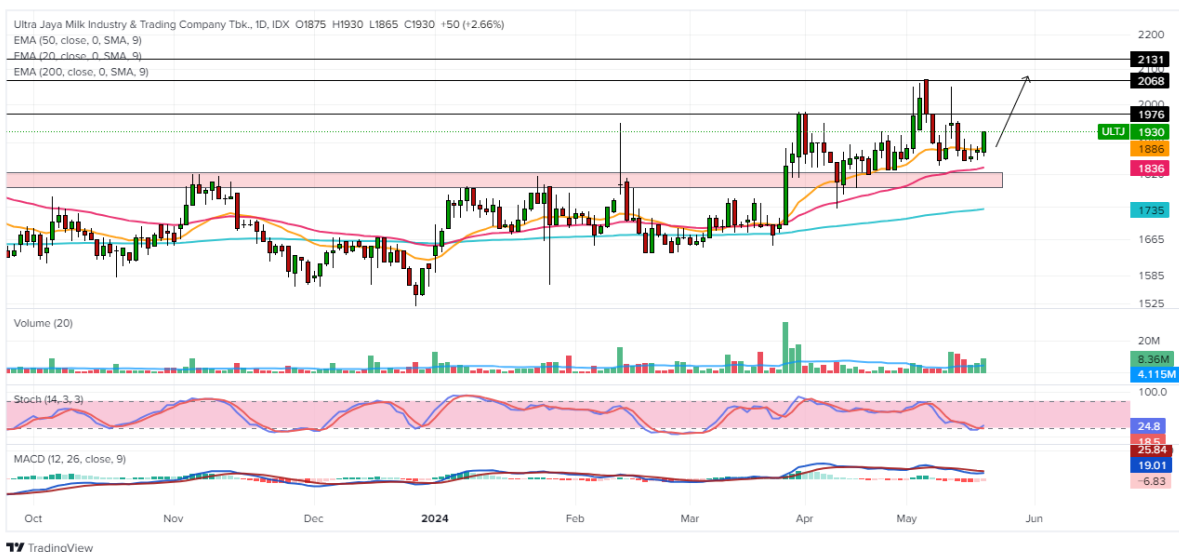 Ultra Jaya Milk Industry & Trading Company Tbk., 1D, IDX O1875 H1930 L1865 C1930 +50 (+2.66%)
EMA (50, close, 0, SMA, 9)
EMA (20, close, 0, SMA, 9)
EMA (200, close, 0, SMA, 9)
2200
2131
2100
2068
2000
1976
ULTJ 1930
1886
1836
1820
1735
1665
1585
1525
Volume (20)
20M
8.36M
4.115M
Stoch (14, 3, 3)
100.0
24.8
18.5
MACD (12, 26, close, 9)
25.84
19.01
−6.83
Oct Nov Dec 2024 Feb Mar Apr May Jun
TradingView